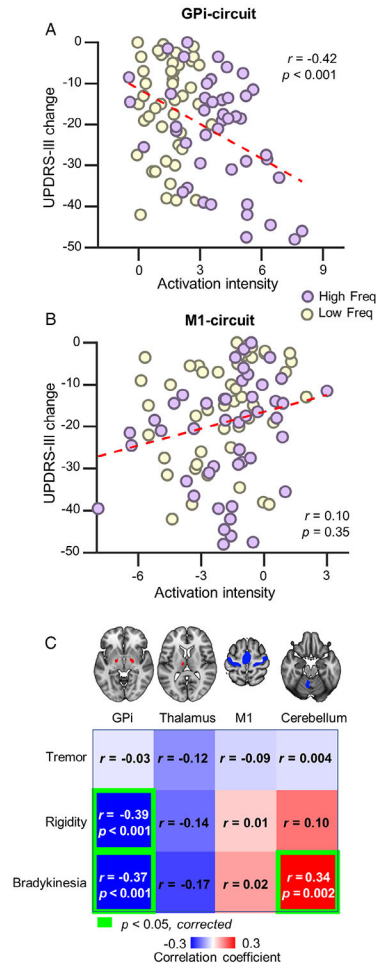 A
GPi-circuit
r = -0.42
p < 0.001
0
-10
-20
-30
-40
-50
UPDRS-III change
0 3 6 9
Activation intensity
High Freq
Low Freq
B
M1-circuit
0
-10
-20
-30
-40
-50
UPDRS-III change
r = 0.10
p = 0.35
-6 -3 0 3
Activation intensity
C
GPi Thalamus M1 Cerebellum
Tremor
r = -0.03 r = -0.12 r = -0.09 r = 0.004
Rigidity
r = -0.39 r = -0.14 r = 0.01 r = 0.10
p < 0.001
Bradykinesia
r = -0.37 r = -0.17 r = 0.02 r = 0.34
p < 0.001 p = 0.002
p < 0.05, corrected
-0.3 0.3
Correlation coefficient